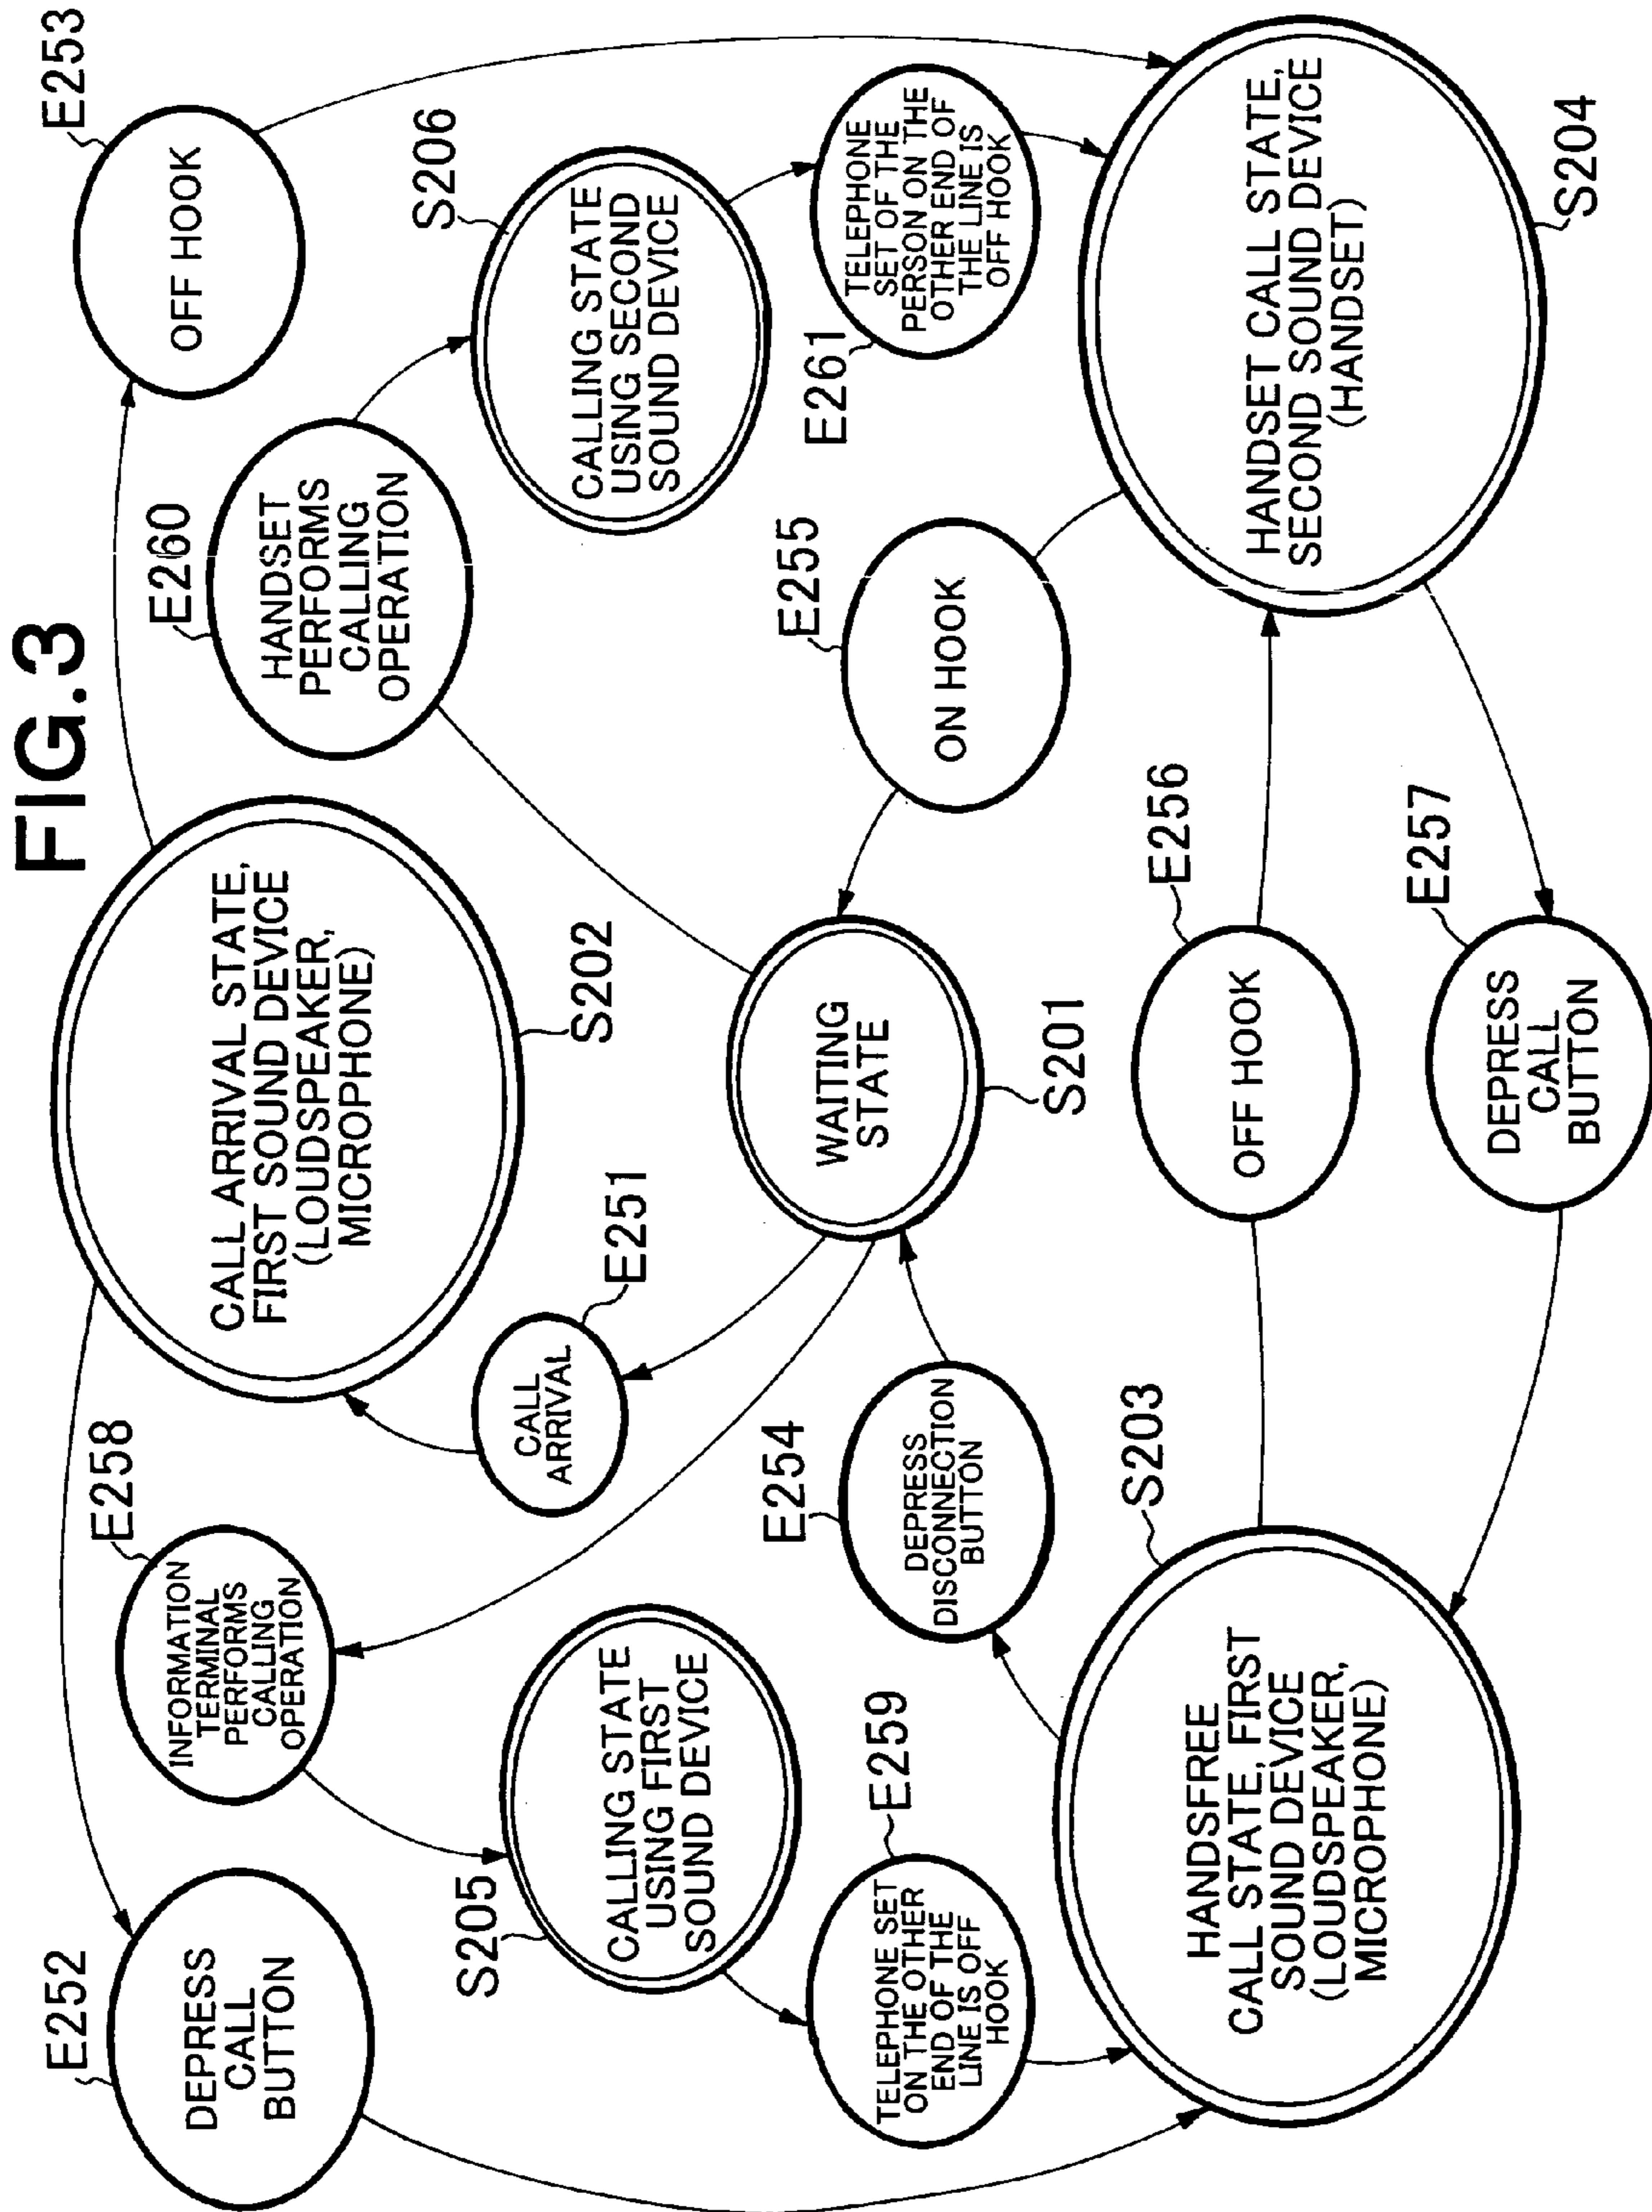 FIG.3
E252
DEPRESS
CALL
BUTTON
E258
INFORMATION
TERMINAL
PERFORMS
CALLING
OPERATION
CALL ARRIVAL STATE,
FIRST SOUND DEVICE
(LOUDSPEAKER,
MICROPHONE)
S202
E253
OFF HOOK
E260
HANDSET
PERFORMS
CALLING
OPERATION
S206
CALLING STATE
USING SECOND
SOUND DEVICE
S205
CALLING STATE
USING FIRST
SOUND DEVICE
CALL
ARRIVAL
E251
E259
TELEPHONE SET
ON THE OTHER
END OF THE
LINE IS OFF
HOOK
E254
DEPRESS
DISCONNECTION
BUTTON
WAITING
STATE
S201
E255
ON HOOK
E261
TELEPHONE
SET OF THE
PERSON ON THE
OTHER END OF
THE LINE IS
OFF HOOK
S203
HANDSFREE
CALL STATE, FIRST
SOUND DEVICE
(LOUDSPEAKER,
MICROPHONE)
E256
OFF HOOK
HANDSET CALL STATE,
SECOND SOUND DEVICE
(HANDSET)
S204
E257
DEPRESS
CALL
BUTTON